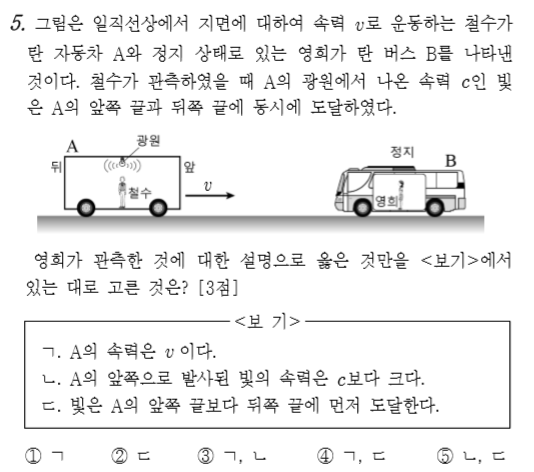 5. 그림은 일직선상에서 지면에 대하여 속력 v로 운동하는 철수가
탄 자동차 A와 정지 상태로 있는 영희가 탄 버스 B를 나타낸
것이다. 철수가 관측하였을 때 A의 광원에서 나온 속력 c인 빛
은 A의 앞쪽 끝과 뒤쪽 끝에 동시에 도달하였다.
A
광원
뒤
앞
철수
v
정지
B
영희
영희가 관측한 것에 대한 설명으로 옳은 것만을 <보기>에서
있는 대로 고른 것은? [3점]
<보 기>
ㄱ. A의 속력은 v이다.
ㄴ. A의 앞쪽으로 발사된 빛의 속력은 c보다 크다.
ㄷ. 빛은 A의 앞쪽 끝보다 뒤쪽 끝에 먼저 도달한다.
① ㄱ ② ㄷ ③ ㄱ, ㄴ ④ ㄱ, ㄷ ⑤ ㄴ, ㄷ